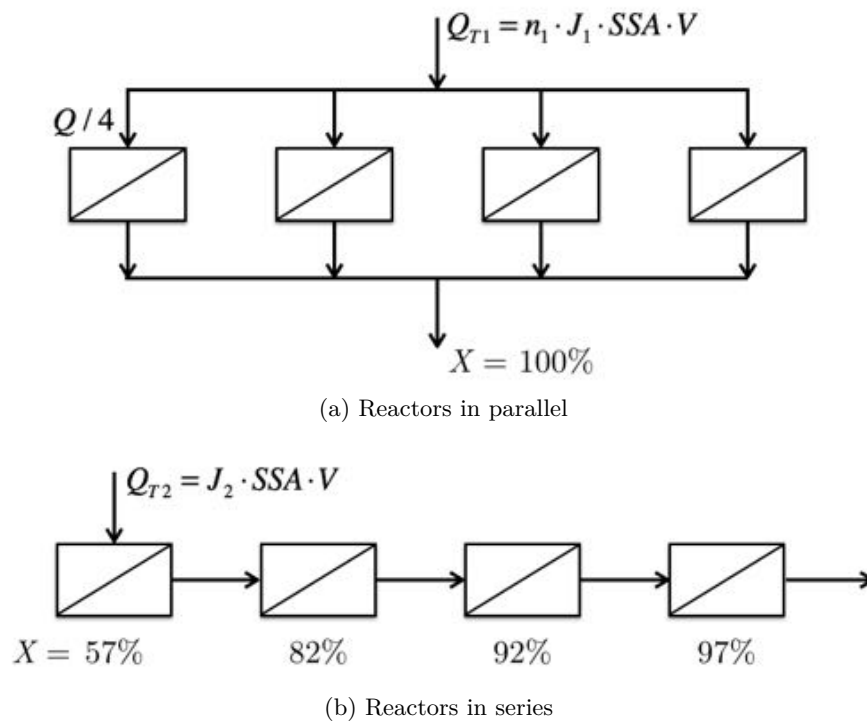 Q_{T1} = n_1 · J_1 · SSA · V
Q / 4
X = 100%
(a) Reactors in parallel
Q_{T2} = J_2 · SSA · V
X = 57% 82% 92% 97%
(b) Reactors in series